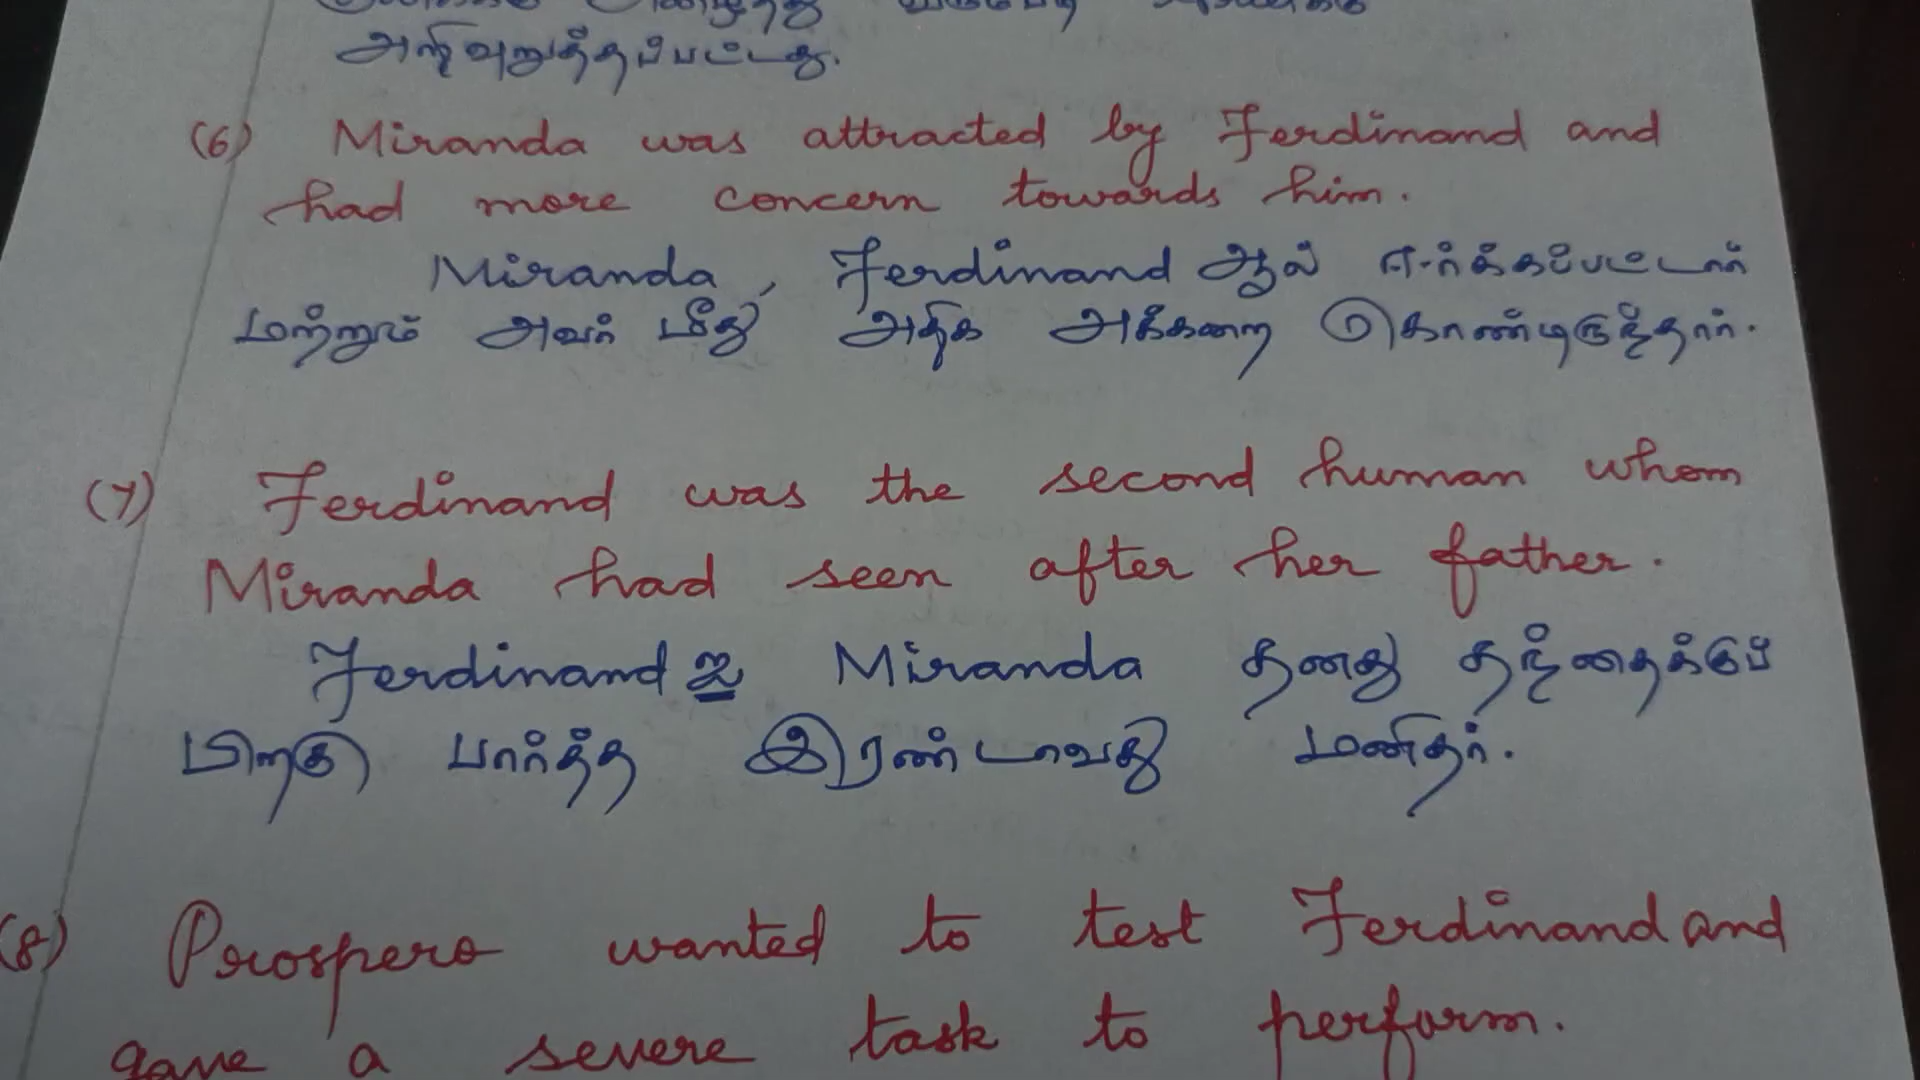 அறிவுறுத்தப்பட்டது.
(6) Miranda was attracted by Ferdinand and
had more concern towards him.
Miranda, Ferdinand ஆல் ஈர்க்கப்பட்டார்
மற்றும் அவர் மீது அதிக அக்கறை கொண்டிருந்தார்.
(7) Ferdinand was the second human whom
Miranda had seen after her father.
Ferdinand ஐ Miranda தனது தந்தைக்குப்
பிறகு பார்த்த இரண்டாவது மனிதர்.
(8) Prospero wanted to test Ferdinand and
gave a severe task to perform.